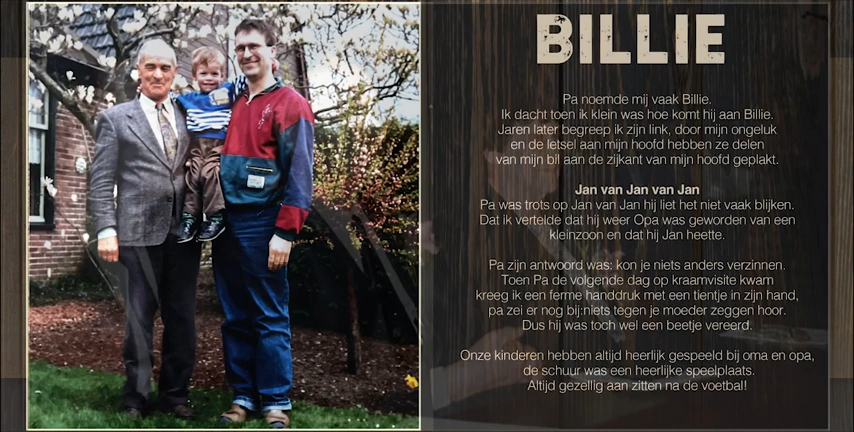 BILLIE
Pa noemde mij vaak Billie.
Ik dacht toen ik klein was hoe komt hij aan Billie.
Jaren later begreep ik zijn link, door mijn ongeluk
en de letsel aan mijn hoofd hebben ze delen
van mijn bil aan de zijkant van mijn hoofd geplakt.
Jan van Jan van Jan
Pa was trots op Jan van Jan hij liet het niet vaak blijken.
Dat ik vertelde dat hij weer Opa was geworden van een
kleinzoon en dat hij Jan heette.
Pa zijn antwoord was: kon je niets anders verzinnen.
Toen Pa de volgende dag op kraamvisite kwam
kreeg ik een ferme handdruk met een tientje in zijn hand,
pa zei er nog bij:niets tegen je moeder zeggen hoor.
Dus hij was toch wel een beetje vereerd.
Onze kinderen hebben altijd heerlijk gespeeld bij oma en opa,
de schuur was een heerlijke speelplaats.
Altijd gezellig aan zitten na de voetbal!